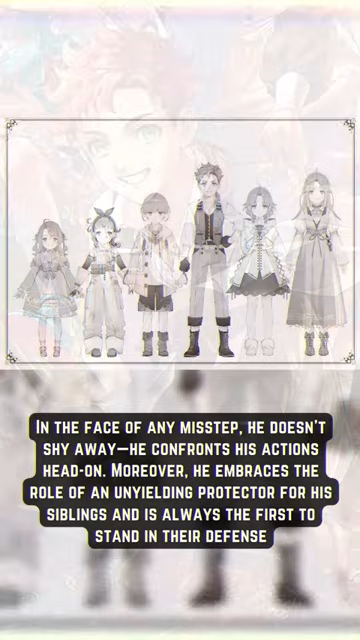 In the face of any misstep, he doesn't
shy away—he confronts his actions
head-on. Moreover, he embraces the
role of an unyielding protector for his
siblings and is always the first to
stand in their defense